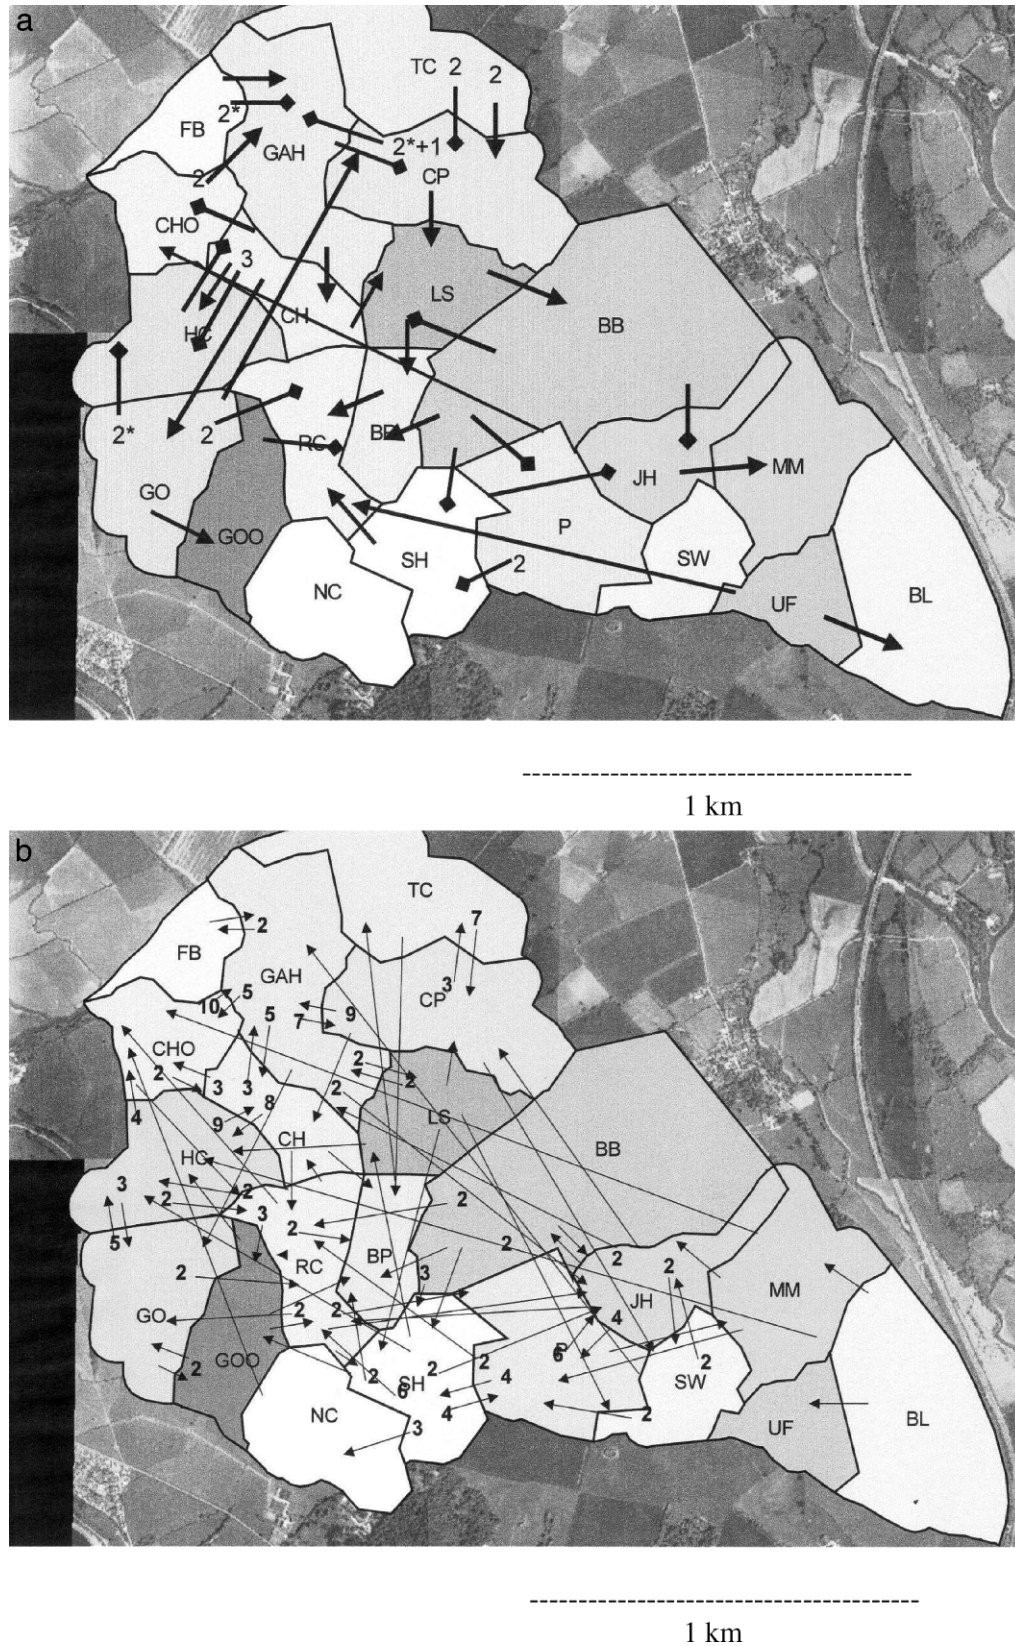 a
TC
2
2
2*
FB
GAH
2*+1
CP
2
CHO
3
LS
BB
CH
HC
2*
2
BP
RC
JH
MM
GO
GOO
P
SW
SH
2
NC
UF
BL
1 km
b
TC
7
2
FB
GAH
CP
3
5
10
5
9
7
CHO
2
2
2
3
3
2
LS
4
9
8
CH
BB
HC
3
2
2
2
3
2
5
BP
2
2
RC
3
2
2
MM
GO
2
2
JH
4
GOO
P
6
2
2
2
SW
2
SH
6
4
2
NC
3
4
2
UF
BL
1 km